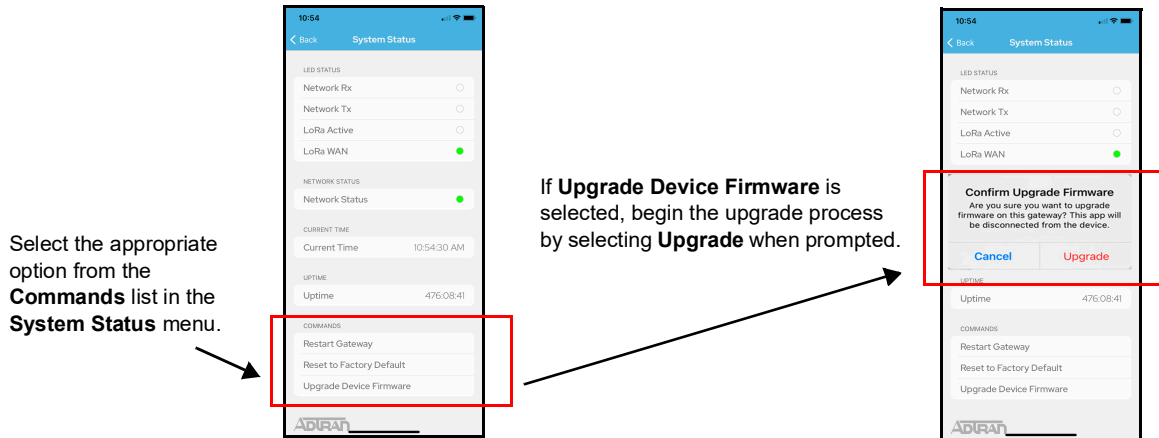 Select the appropriate
option from the
Commands list in the
System Status menu.
10:54
Back System Status
LED STATUS
Network Rx
Network Tx
LoRa Active
LoRa WAN
NETWORK STATUS
Network Status
CURRENT TIME
Current Time 10:54:30 AM
UPTIME
Uptime 476:08:41
COMMANDS
Restart Gateway
Reset to Factory Default
Upgrade Device Firmware
ADTRAN
If Upgrade Device Firmware is
selected, begin the upgrade process
by selecting Upgrade when prompted.
10:54
Back System Status
LED STATUS
Network Rx
Network Tx
LoRa Active
LoRa WAN
Confirm Upgrade Firmware
Are you sure you want to upgrade
firmware on this gateway? This app will
be disconnected from the device.
Cancel Upgrade
UPTIME
Uptime 476:08:41
COMMANDS
Restart Gateway
Reset to Factory Default
Upgrade Device Firmware
ADTRAN